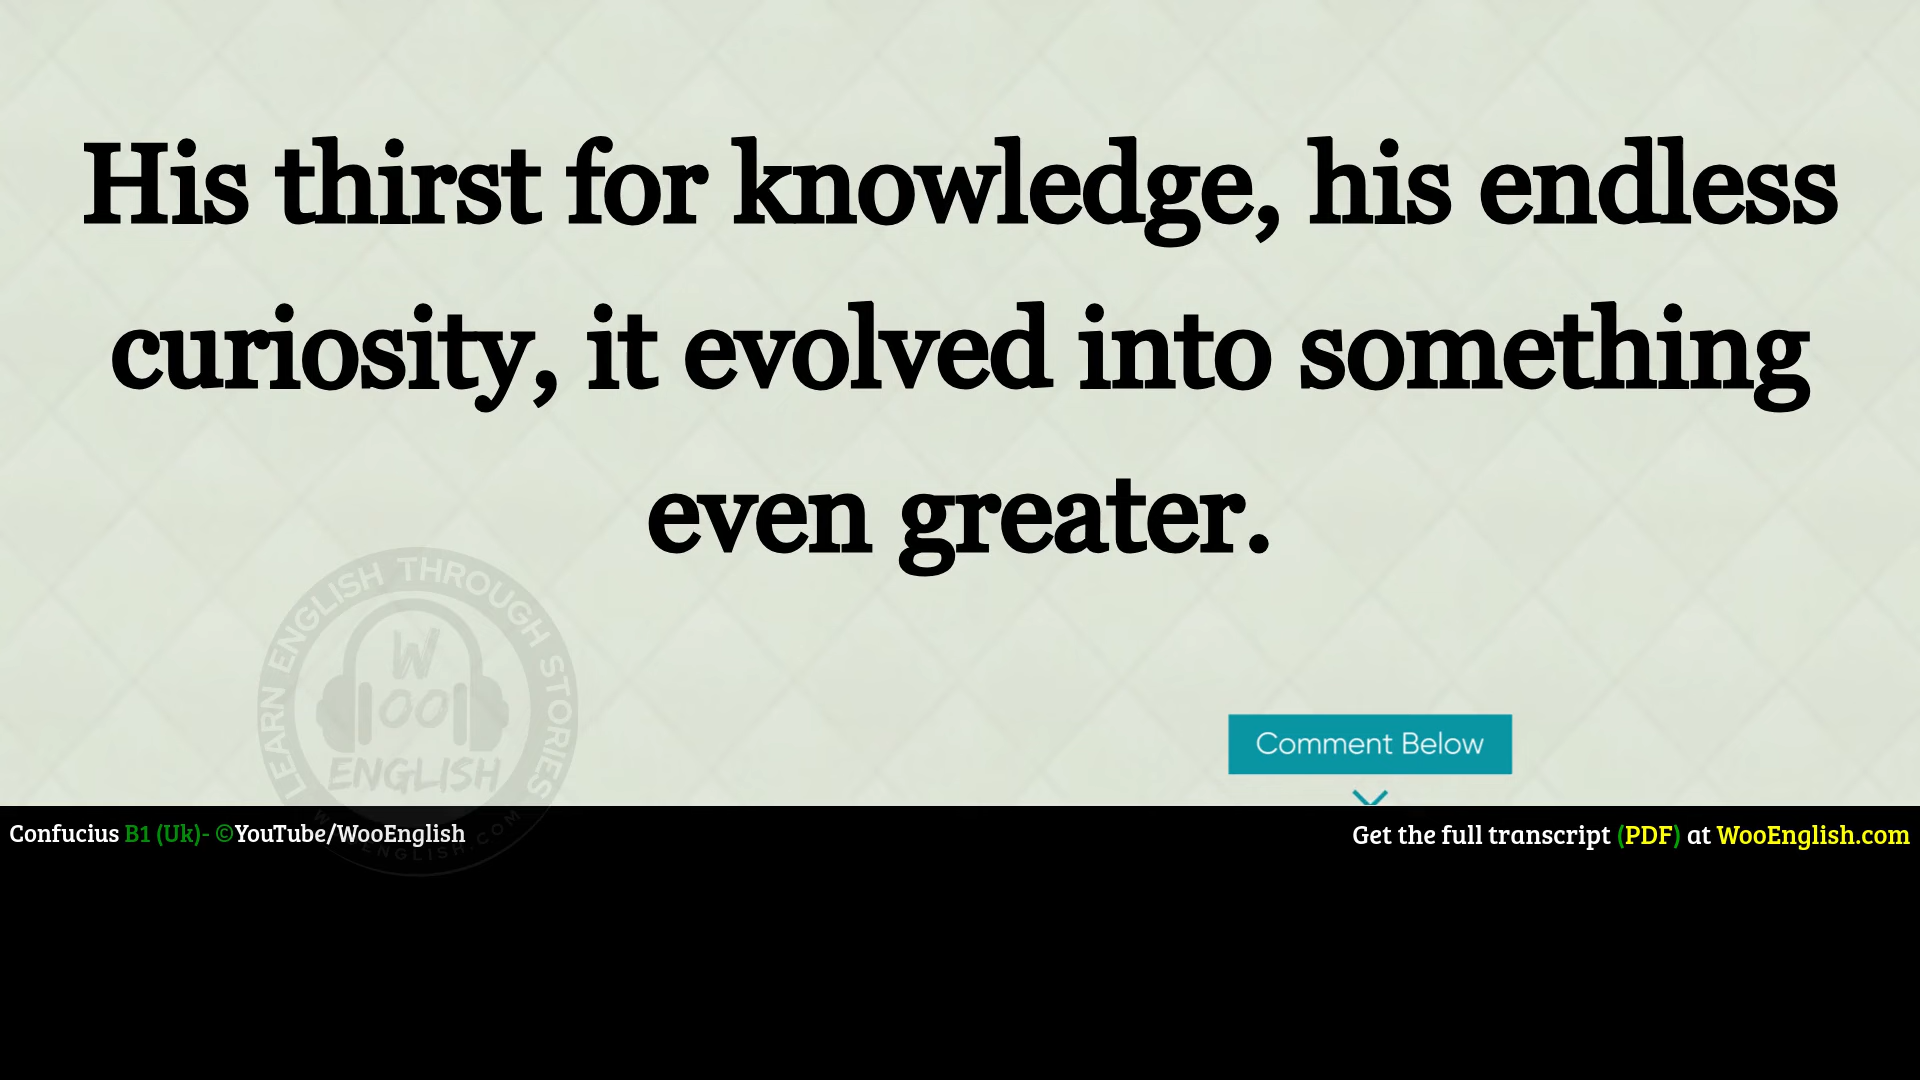 His thirst for knowledge, his endless
curiosity, it evolved into something
even greater.
LEARN ENGLISH THROUGH STORIES
W
OO
ENGLISH
Comment Below
Confucius B1 (Uk)- ©YouTube/WooEnglish
Get the full transcript (PDF) at WooEnglish.com